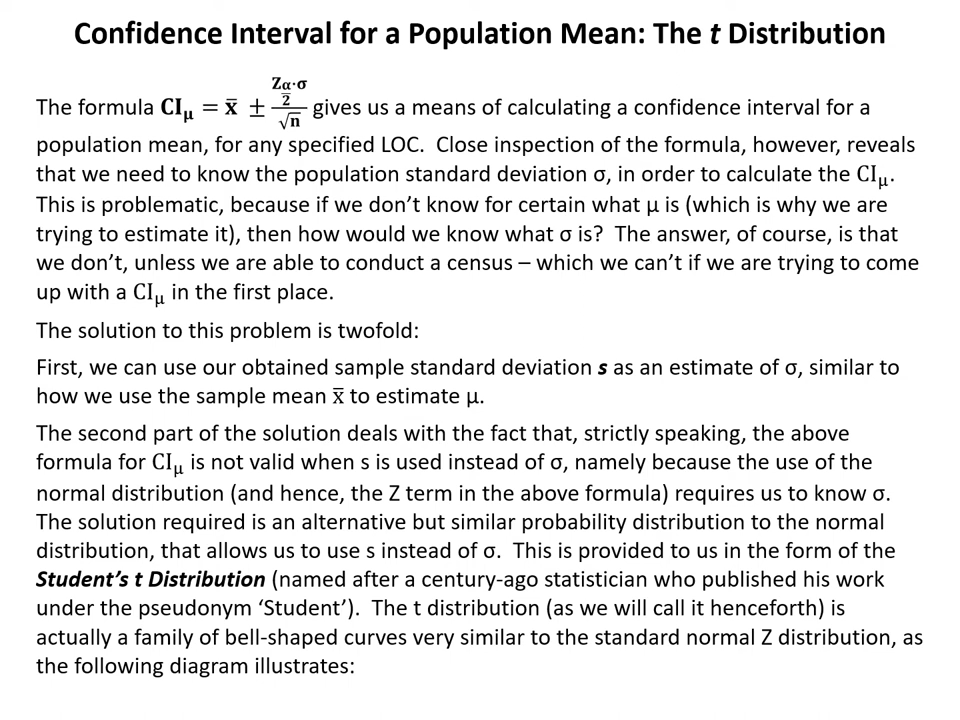 Confidence Interval for a Population Mean: The t Distribution
The formula CIμ = x̄ ± Zα/2·σ/√n gives us a means of calculating a confidence interval for a
population mean, for any specified LOC. Close inspection of the formula, however, reveals
that we need to know the population standard deviation σ, in order to calculate the CIμ.
This is problematic, because if we don’t know for certain what μ is (which is why we are
trying to estimate it), then how would we know what σ is? The answer, of course, is that
we don’t, unless we are able to conduct a census – which we can’t if we are trying to come
up with a CIμ in the first place.
The solution to this problem is twofold:
First, we can use our obtained sample standard deviation s as an estimate of σ, similar to
how we use the sample mean x̄ to estimate μ.
The second part of the solution deals with the fact that, strictly speaking, the above
formula for CIμ is not valid when s is used instead of σ, namely because the use of the
normal distribution (and hence, the Z term in the above formula) requires us to know σ.
The solution required is an alternative but similar probability distribution to the normal
distribution, that allows us to use s instead of σ. This is provided to us in the form of the
Student’s t Distribution (named after a century-ago statistician who published his work
under the pseudonym ‘Student’). The t distribution (as we will call it henceforth) is
actually a family of bell-shaped curves very similar to the standard normal Z distribution, as
the following diagram illustrates: